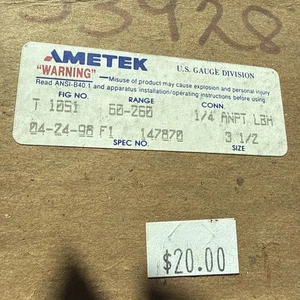 5928
AMETEK U.S. GAUGE DIVISION
"WARNING" –Misuse of product may cause explosion and personal injury
Read ANSI-B40.1 and apparatus installation/operating instructions before using
FIG NO. RANGE CONN.
T 1051 60-260 1/4 ANPT LBH
04-24-98 F1 147870 3 1/2
SPEC NO. SIZE
$20.00